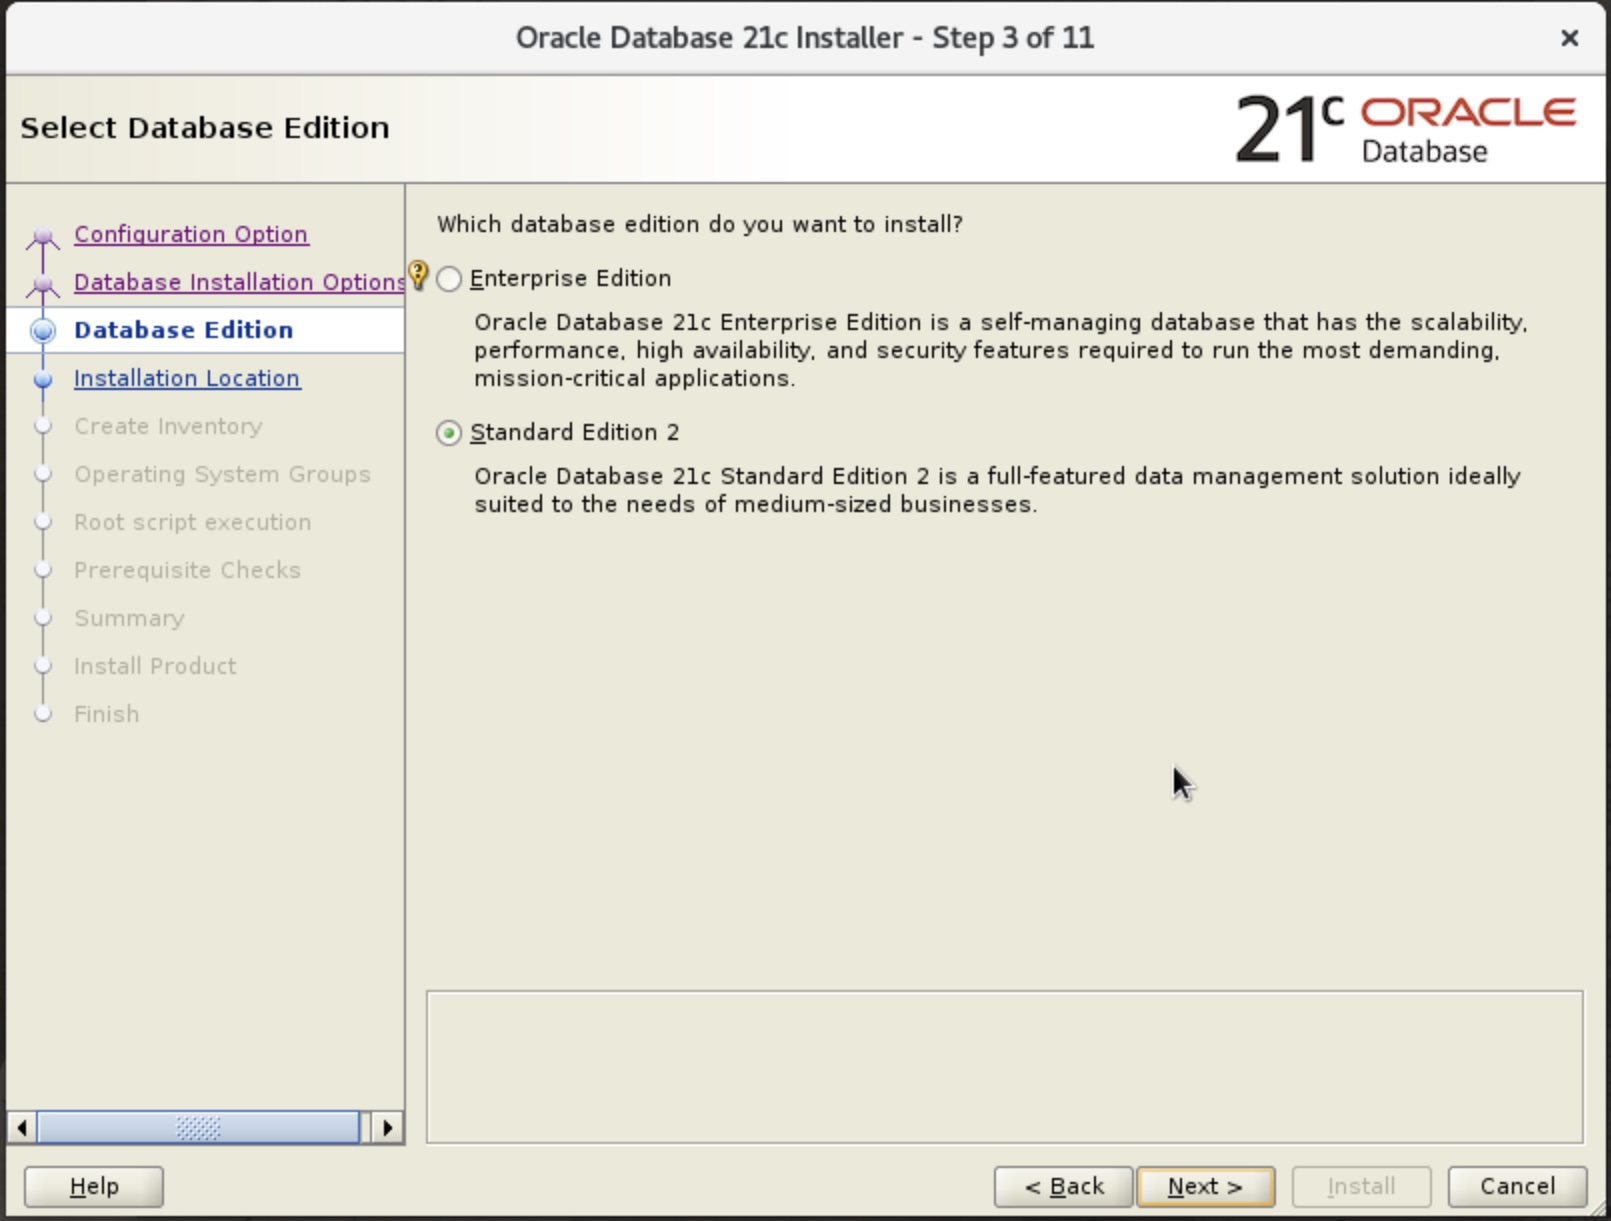 Oracle Database 21c Installer - Step 3 of 11
Select Database Edition
21c ORACLE
Database
Configuration Option
Database Installation Options
Database Edition
Installation Location
Create Inventory
Operating System Groups
Root script execution
Prerequisite Checks
Summary
Install Product
Finish
Which database edition do you want to install?
Enterprise Edition
Oracle Database 21c Enterprise Edition is a self-managing database that has the scalability,
performance, high availability, and security features required to run the most demanding,
mission-critical applications.
Standard Edition 2
Oracle Database 21c Standard Edition 2 is a full-featured data management solution ideally
suited to the needs of medium-sized businesses.
Help
< Back
Next >
Install
Cancel